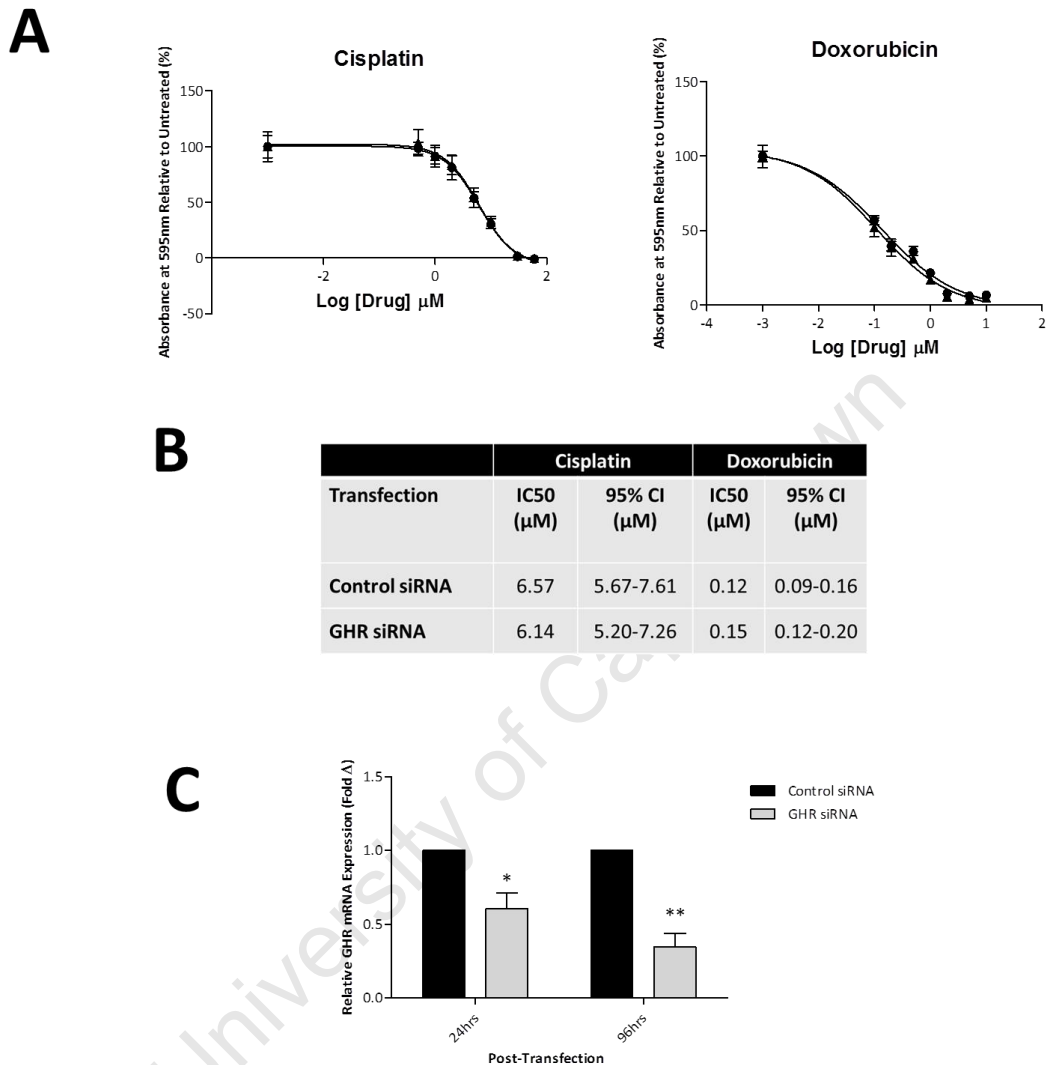 A
Cisplatin
Absorbance at 595nm Relative to Untreated (%)
150
100
50
0
-50
-2
0
2
Log [Drug] µM
Doxorubicin
Absorbance at 595nm Relative to Untreated (%)
150
100
50
0
-4
-3
-2
-1
0
1
2
Log [Drug] µM
B
Cisplatin Doxorubicin
Transfection IC50 95% CI IC50 95% CI
(µM) (µM) (µM) (µM)
Control siRNA 6.57 5.67-7.61 0.12 0.09-0.16
GHR siRNA 6.14 5.20-7.26 0.15 0.12-0.20
C
Relative GHR mRNA Expression (Fold Δ)
1.5
1.0
0.5
0.0
*
**
24hrs
96hrs
Post-Transfection
Control siRNA
GHR siRNA
University of Ca
wn